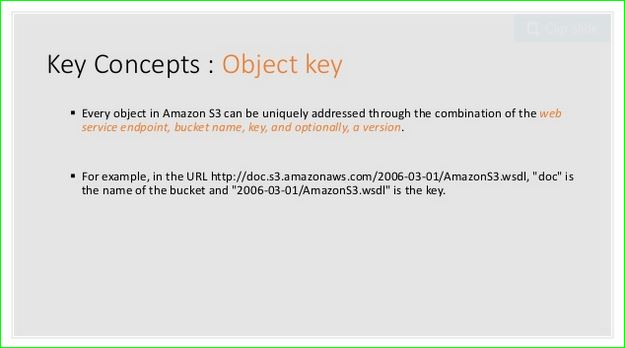 Clip slide
Key Concepts : Object key
▪ Every object in Amazon S3 can be uniquely addressed through the combination of the web
service endpoint, bucket name, key, and optionally, a version.
▪ For example, in the URL http://doc.s3.amazonaws.com/2006-03-01/AmazonS3.wsdl, "doc" is
the name of the bucket and "2006-03-01/AmazonS3.wsdl" is the key.